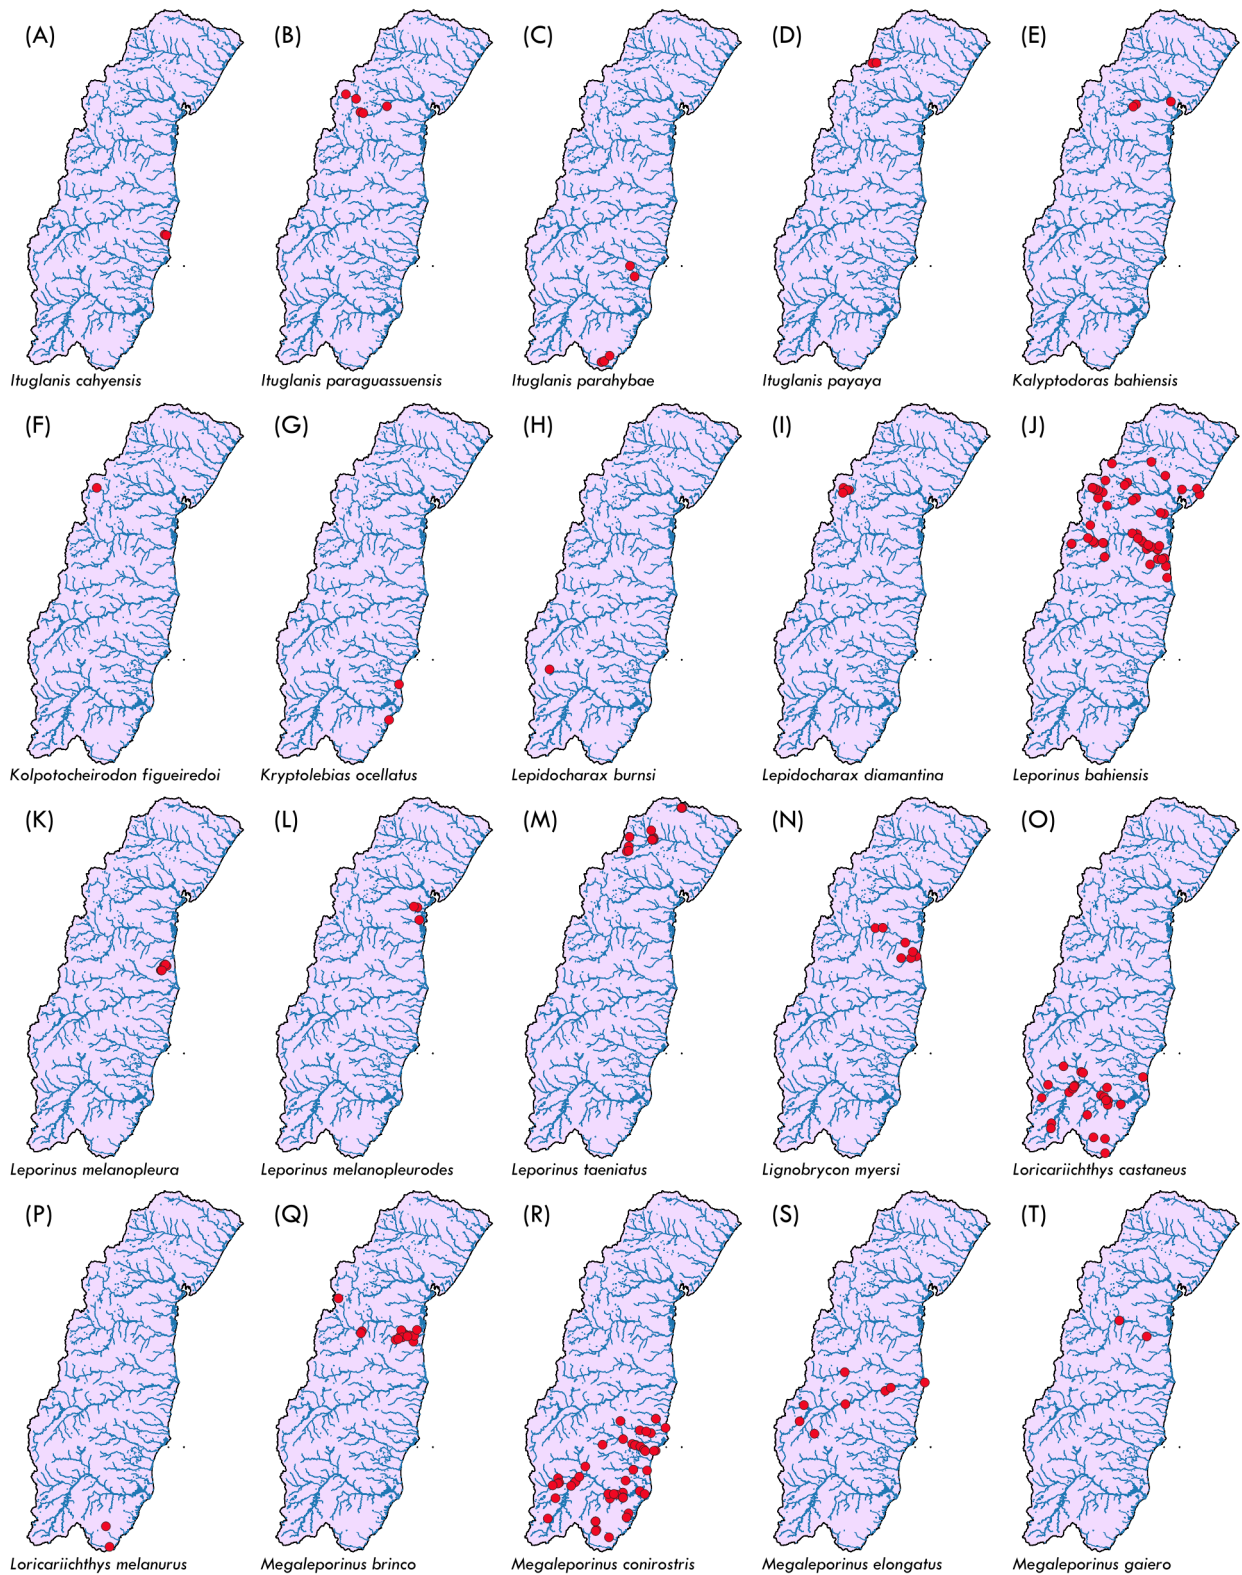 (A) (B) (C) (D) (E)
Ituglanis cahyensis Ituglanis paraguassuensis Ituglanis parahybae Ituglanis payaya Kalyptodoras bahiensis
(F) (G) (H) (I) (J)
Kolpotocheirodon figueiredoi Kryptolebias ocellatus Lepidocharax burnsi Lepidocharax diamantina Leporinus bahiensis
(K) (L) (M) (N) (O)
Leporinus melanopleura Leporinus melanopleurodes Leporinus taeniatus Lignobrycon myersi Loricariichthys castaneus
(P) (Q) (R) (S) (T)
Loricariichthys melanurus Megaleporinus brinco Megaleporinus conirostris Megaleporinus elongatus Megaleporinus gaiero